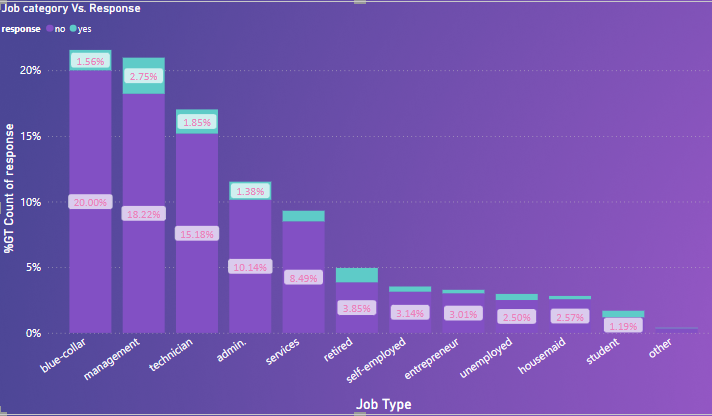 Job category Vs. Response
response no yes
%GT Count of response
20%
15%
10%
5%
0%
1.56%
20.00%
2.75%
18.22%
1.85%
15.18%
1.38%
10.14%
8.49%
3.85%
3.14%
3.01%
2.50%
2.57%
1.19%
blue-collar
management
technician
admin.
services
retired
self-employed
entrepreneur
unemployed
housemaid
student
other
Job Type